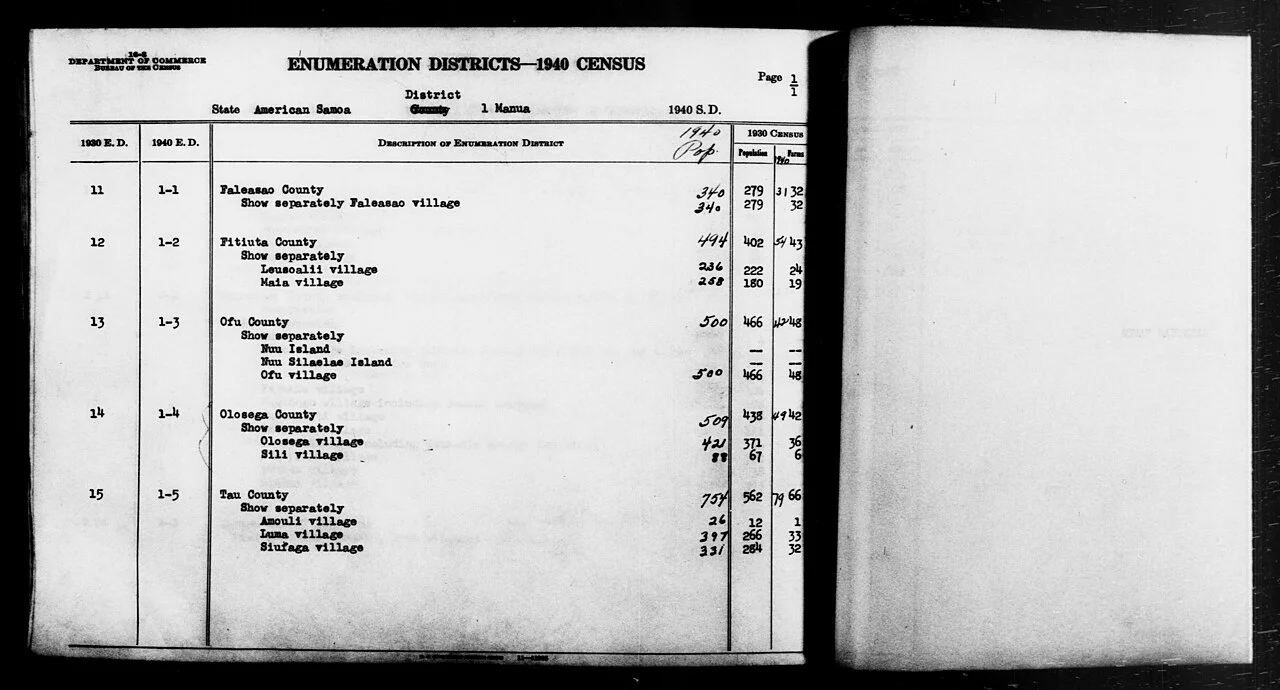 16-6
DEPARTMENT OF COMMERCE
BUREAU OF THE CENSUS
ENUMERATION DISTRICTS—1940 CENSUS
Page 1/1
District
State American Samoa County 1 Manua 1940 S. D.
1930 E. D. 1940 E. D. DESCRIPTION OF ENUMERATION DISTRICT 1940 Pop. 1930 CENSUS
Population 1940 Farms
11 1-1 Faleasao County 340 279 31 32
Show separately Faleasao village 340 279 32
12 1-2 Fitiuta County 494 402 54 43
Show separately
Leusoalii village 236 222 24
Maia village 258 180 19
13 1-3 Ofu County 500 466 42 48
Show separately
Nuu Island — --
Nuu Silaelae Island — --
Ofu village 500 466 48
14 1-4 Olosega County 509 438 49 42
Show separately
Olosega village 421 371 36
Sili village 88 67 6
15 1-5 Tau County 754 562 79 66
Show separately
Amouli village 26 12 1
Luma village 397 266 33
Siufaga village 331 284 32